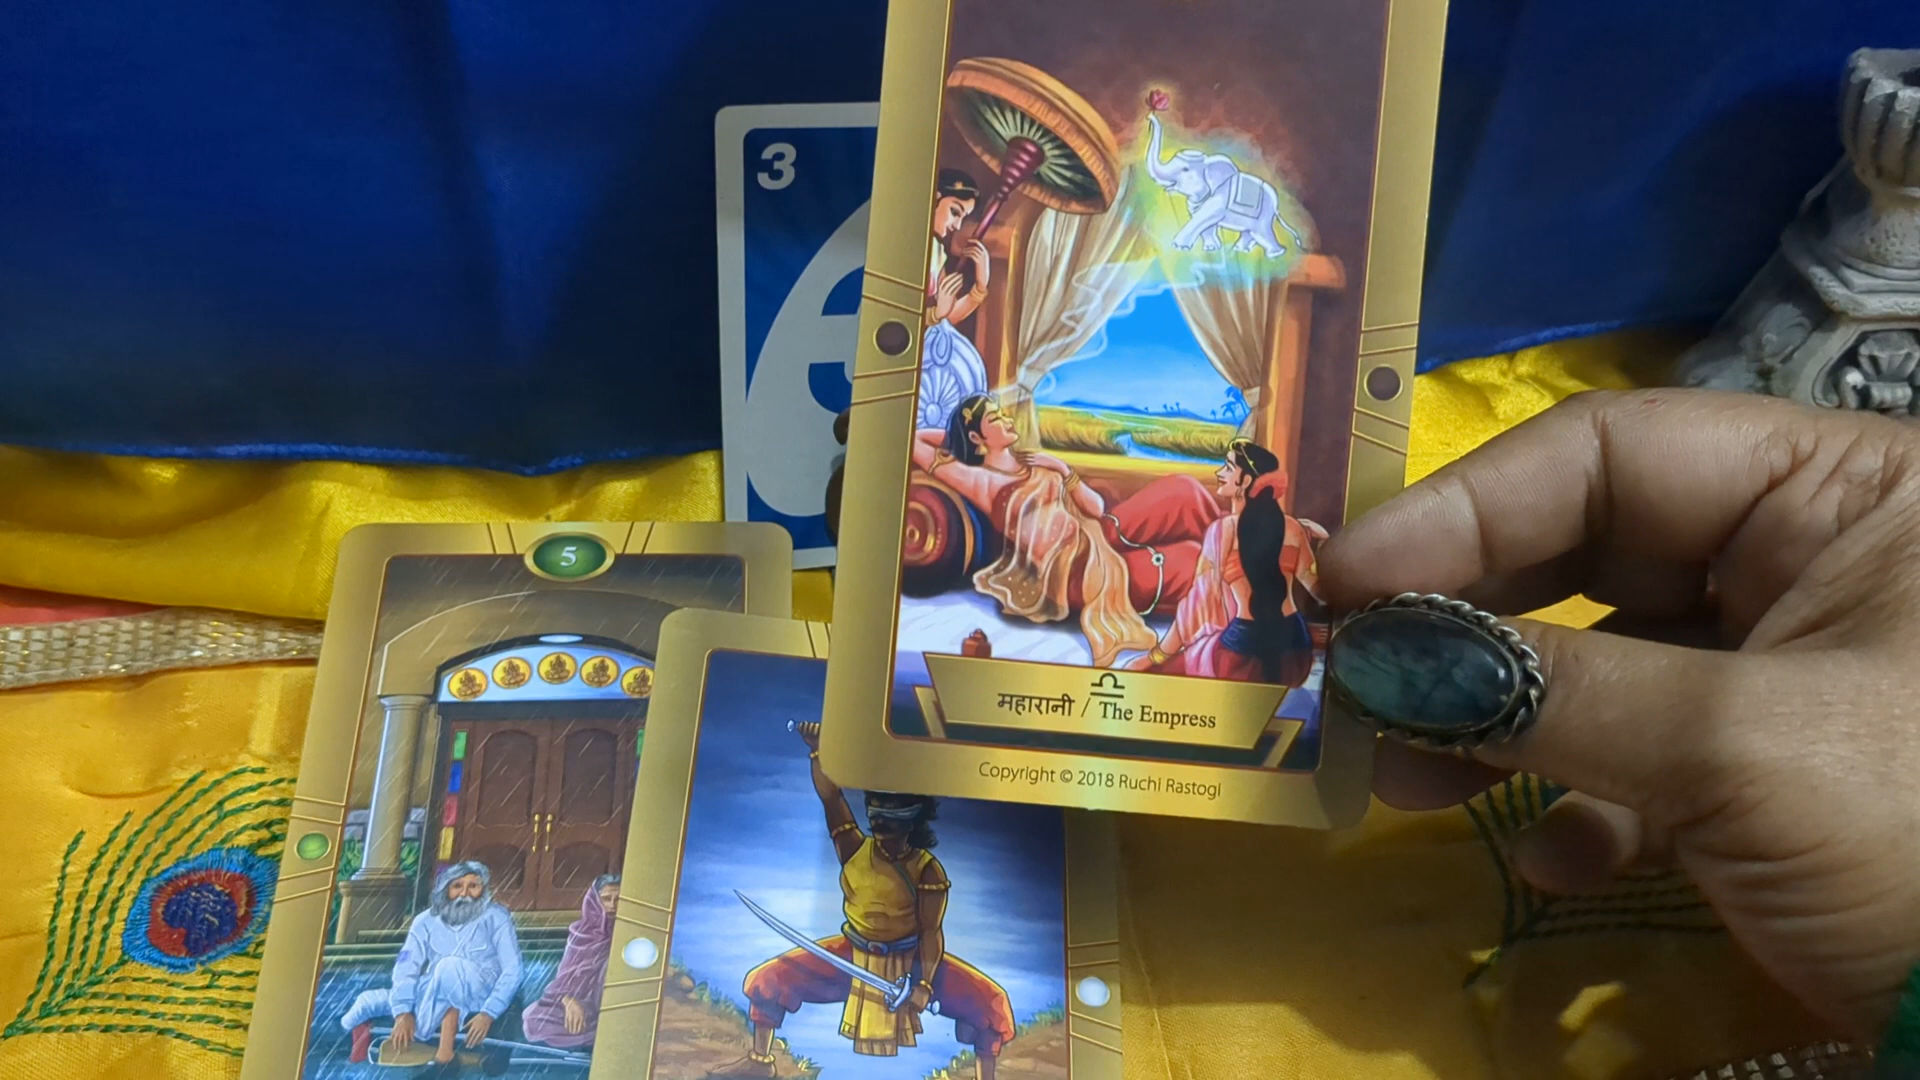 3
5
महारानी / The Empress
Copyright © 2018 Ruchi Rastogi